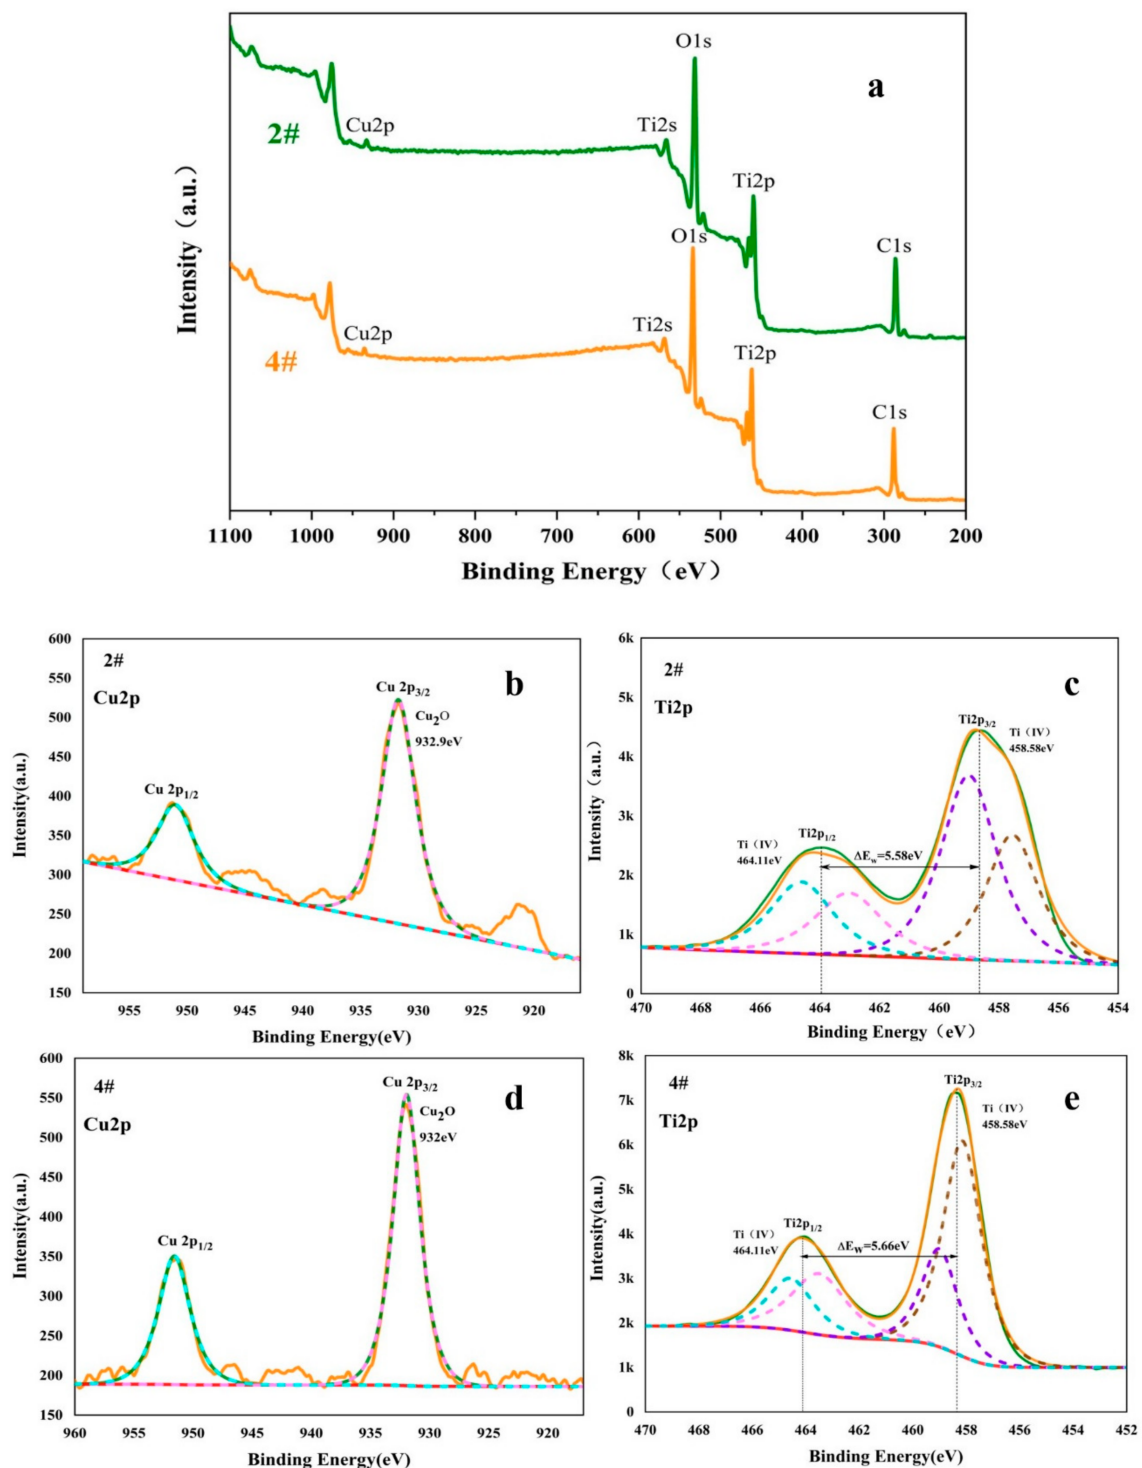 a
O1s
2#
Cu2p
Ti2s
Ti2p
O1s
C1s
4#
Cu2p
Ti2s
Ti2p
C1s
Intensity（a.u.）
1100 1000 900 800 700 600 500 400 300 200
Binding Energy（eV）
b
2#
Cu2p
Cu 2p3/2
Cu2O
932.9eV
Cu 2p1/2
Intensity(a.u.)
600
550
500
450
400
350
300
250
200
150
955 950 945 940 935 930 925 920
Binding Energy(eV)
c
2#
Ti2p
Ti2p3/2
Ti（IV）
458.58eV
Ti2p1/2
Ti（IV）
464.11eV
ΔEw=5.58eV
Intensity（a.u.）
6k
5k
4k
3k
2k
1k
0
470 468 466 464 462 460 458 456 454
Binding Energy（eV）
d
4#
Cu2p
Cu 2p3/2
Cu2O
932eV
Cu 2p1/2
Intensity(a.u.)
600
550
500
450
400
350
300
250
200
150
960 955 950 945 940 935 930 925 920
Binding Energy(eV)
e
4#
Ti2p
Ti2p3/2
Ti（IV）
458.58eV
Ti2p1/2
Ti（IV）
464.11eV
ΔEW=5.66eV
Intensity(a.u.)
8k
7k
6k
5k
4k
3k
2k
1k
0
470 468 466 464 462 460 458 456 454 452
Binding Energy(eV)